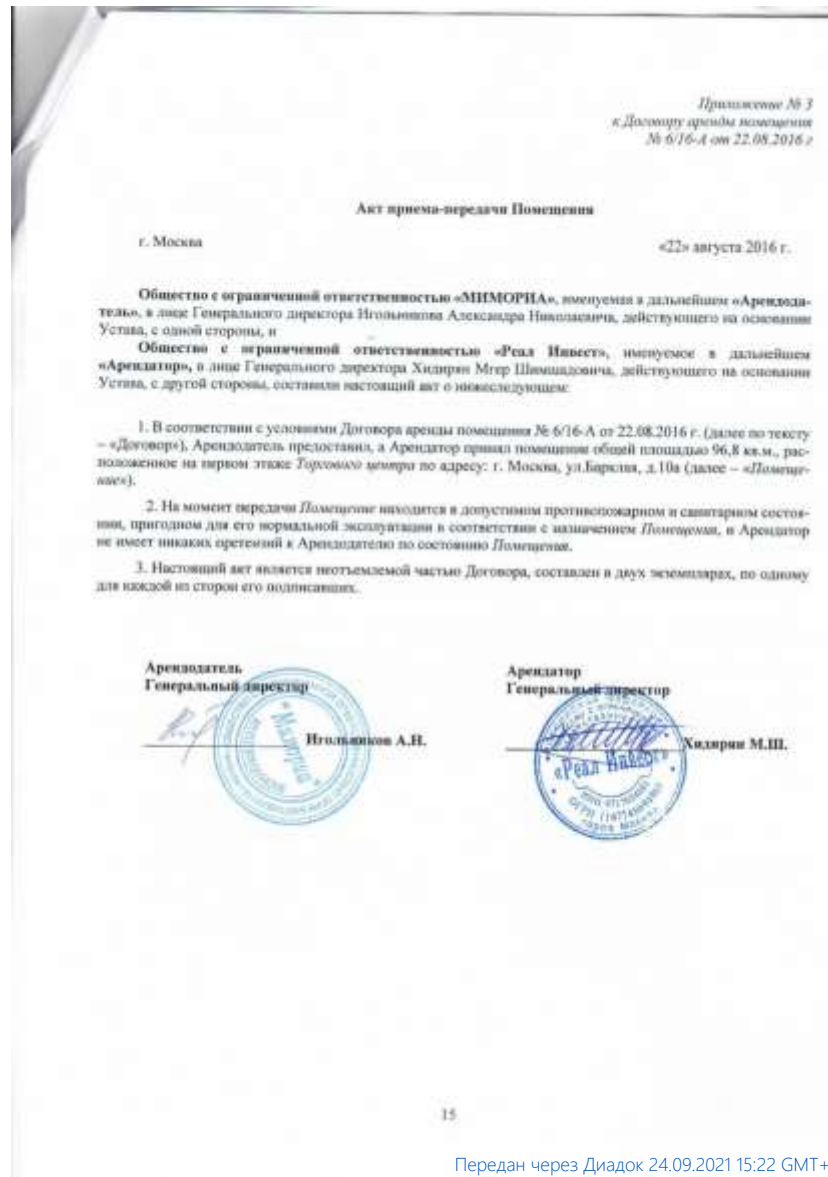 Приложение № 3
к Договору аренды помещения
№ 6/16-А от 22.08.2016 г
Акт приема-передачи Помещения
г. Москва
«22» августа 2016 г.
Общество с ограниченной ответственностью «МИМОРИА», именуемая в дальнейшем «Арендода-
тель», в лице Генерального директора Игольникова Александра Николаевича, действующего на основании
Устава, с одной стороны, и
Общество с ограниченной ответственностью «Реал Инвест», именуемое в дальнейшем
«Арендатор», в лице Генерального директора Хидирян Мгер Шимшадовича, действующего на основании
Устава, с другой стороны, составили настоящий акт о нижеследующем:
1. В соответствии с условиями Договора аренды помещения № 6/16-А от 22.08.2016 г. (далее по тексту
– «Договор»), Арендодатель предоставил, а Арендатор принял помещение общей площадью 96,8 кв.м., рас-
положенное на первом этаже Торгового центра по адресу: г. Москва, ул.Барклая, д.10а (далее – «Помеще-
ние»).
2. На момент передачи Помещение находится в допустимом противопожарном и санитарном состоя-
нии, пригодном для его нормальной эксплуатации в соответствии с назначением Помещения, и Арендатор
не имеет никаких претензий к Арендодателю по состоянию Помещения.
3. Настоящий акт является неотъемлемой частью Договора, составлен в двух экземплярах, по одному
для каждой из сторон его подписавших.
Арендодатель
Генеральный директор
Игольников А.Н.
"Мимориа"
Арендатор
Генеральный директор
Хидирян М.Ш.
«Реал Инвест»
15
Передан через Диадок 24.09.2021 15:22 GMT+